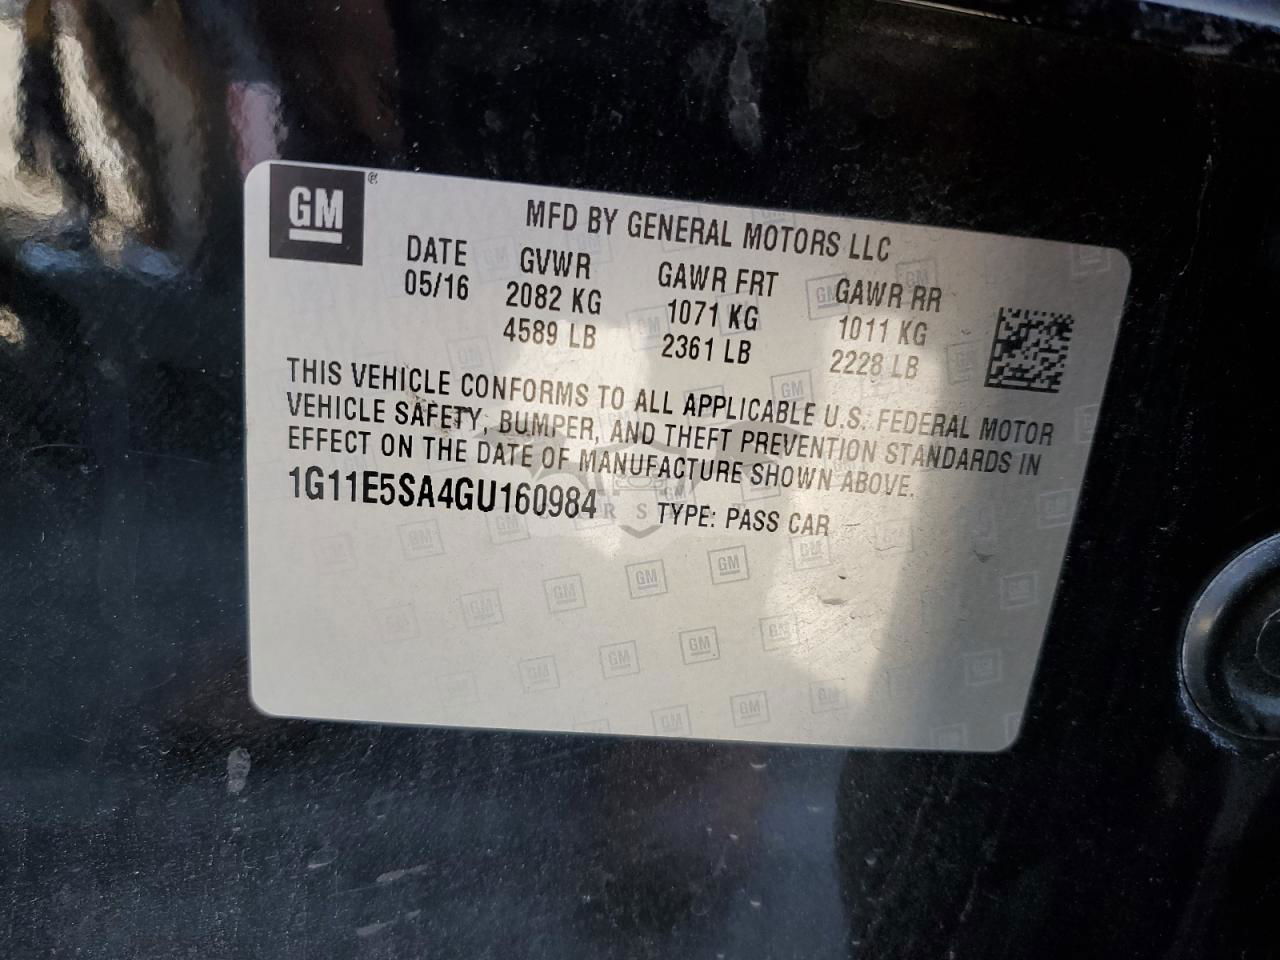 GM
MFD BY GENERAL MOTORS LLC
DATE GVWR GAWR FRT GAWR RR
05/16 2082 KG 1071 KG 1011 KG
4589 LB 2361 LB 2228 LB
THIS VEHICLE CONFORMS TO ALL APPLICABLE U.S. FEDERAL MOTOR
VEHICLE SAFETY, BUMPER, AND THEFT PREVENTION STANDARDS IN
EFFECT ON THE DATE OF MANUFACTURE SHOWN ABOVE.
1G11E5SA4GU160984 TYPE: PASS CAR